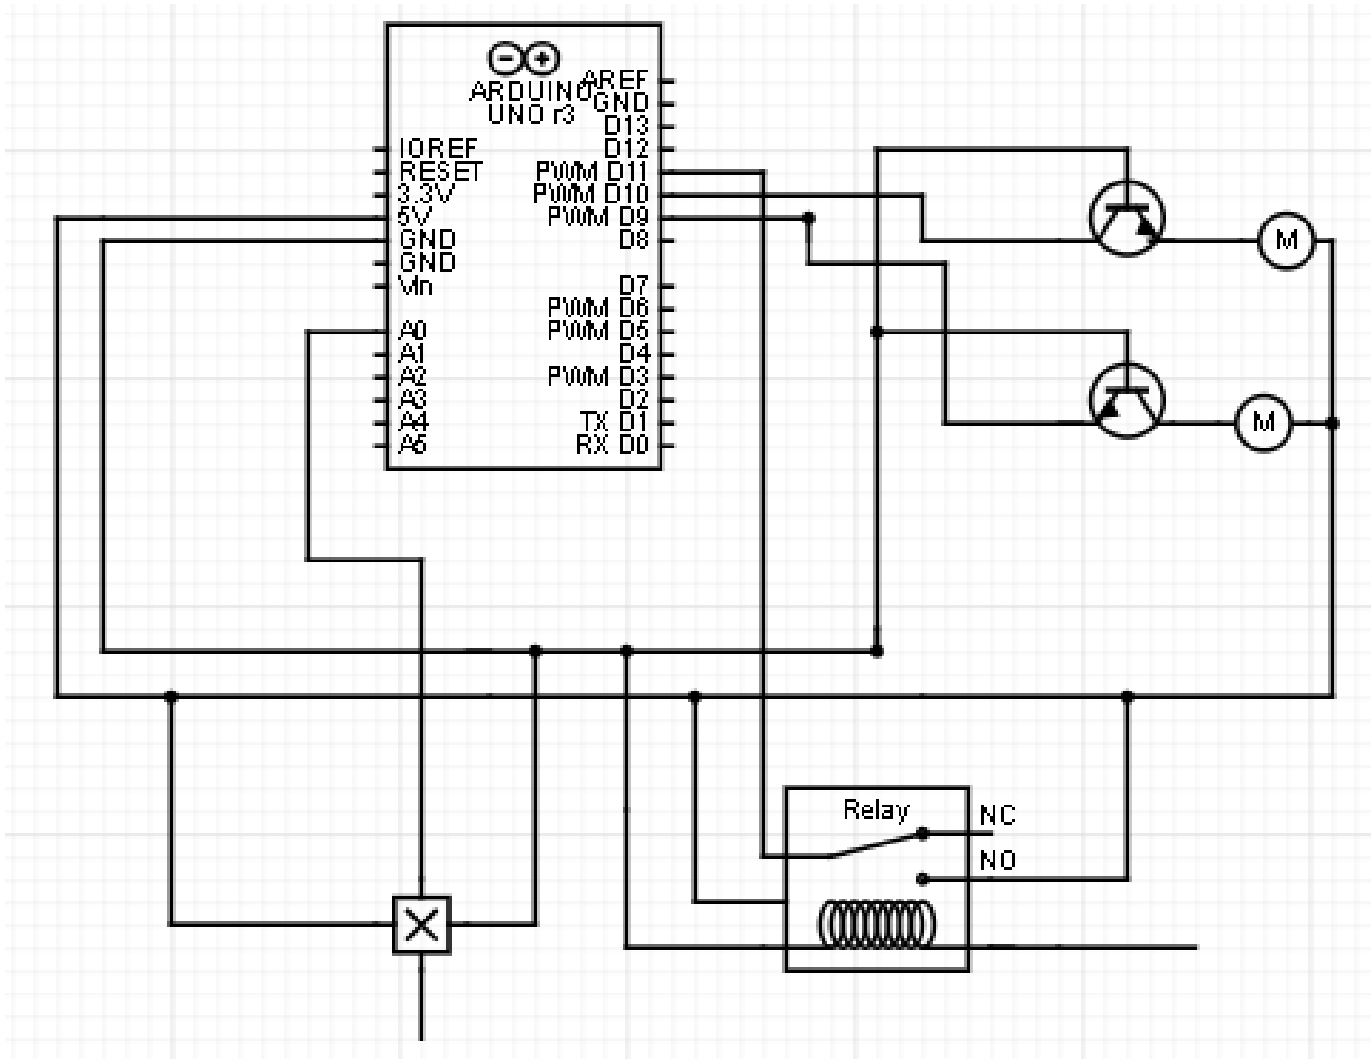 ARDUINO
UNO r3
AREF
GND
D13
D12
PWM D11
PWM D10
PWM D9
D8
D7
PWM D6
PWM D5
D4
PWM D3
D2
TX D1
RX D0
IOREF
RESET
3.3V
5V
GND
GND
Vin
A0
A1
A2
A3
A4
A5
M
M
Relay
NC
NO